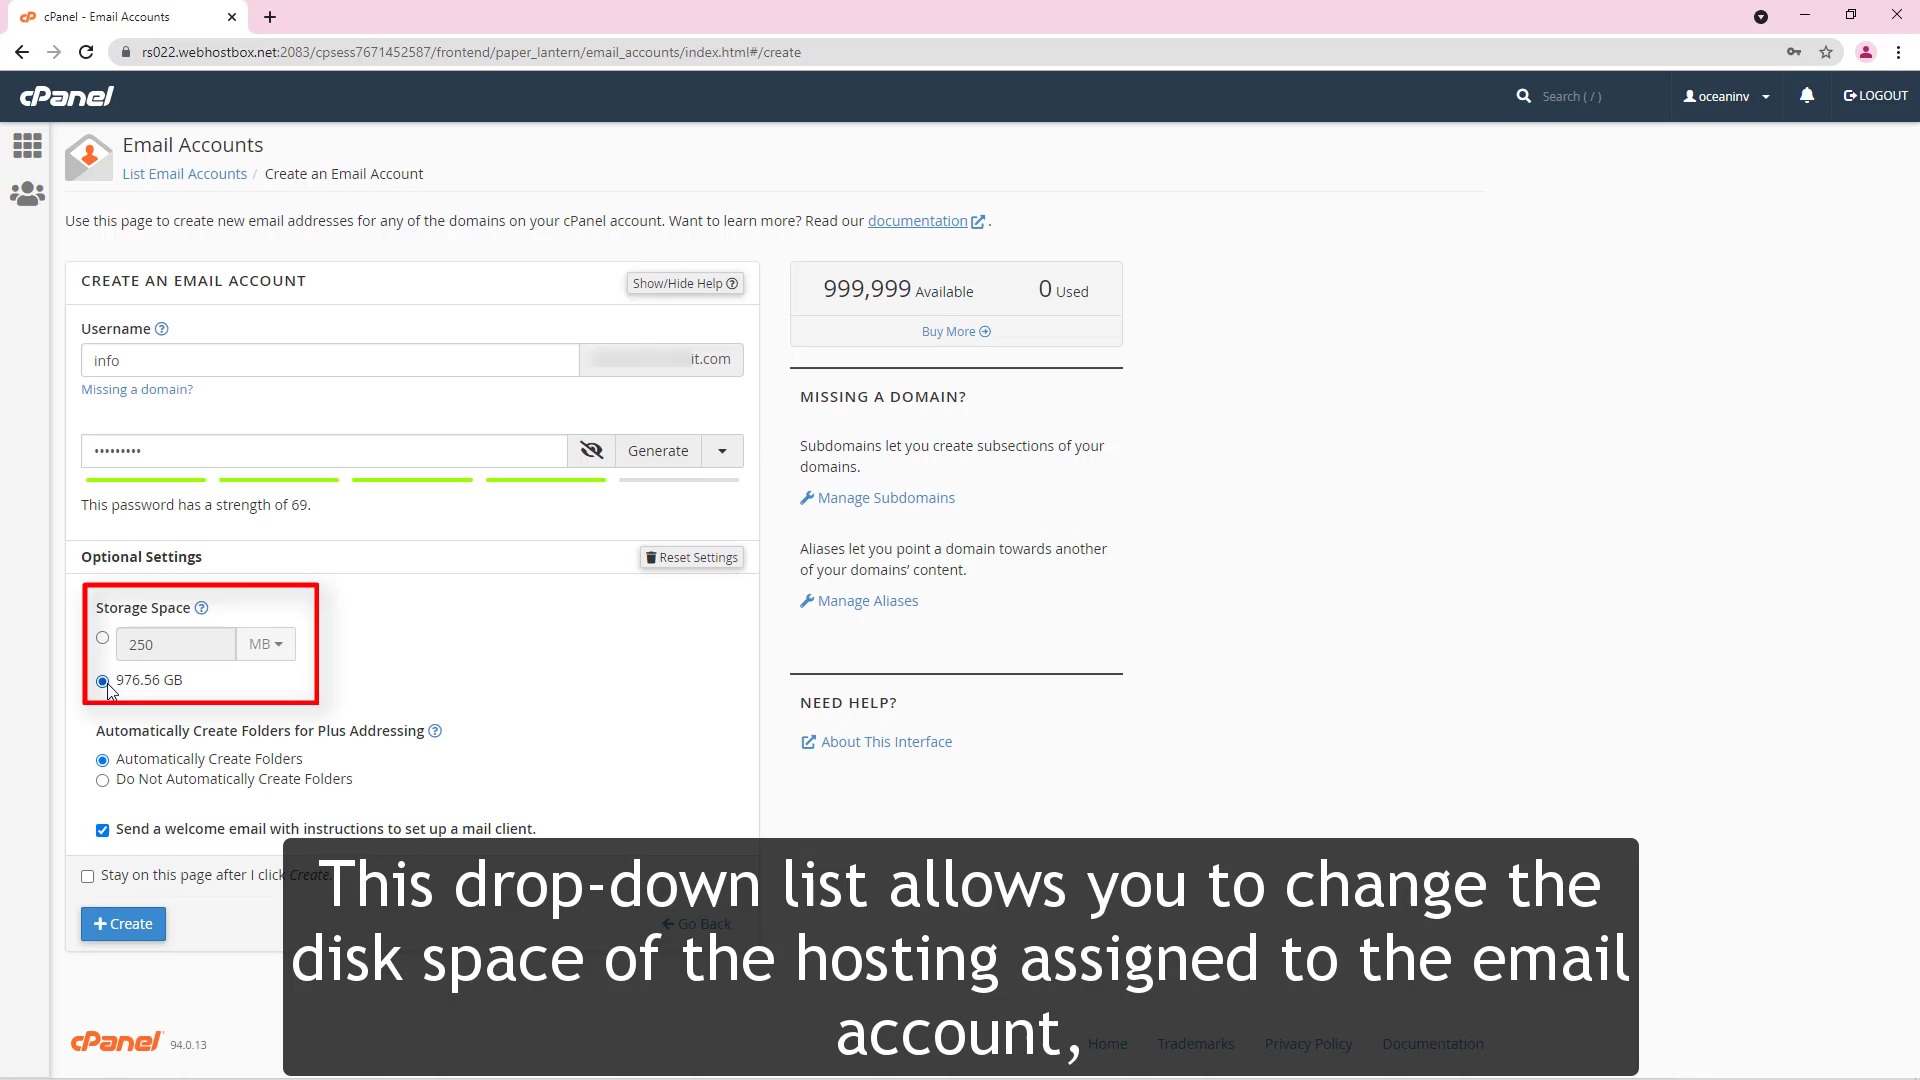 cPanel - Email Accounts
rs022.webhostbox.net:2083/cpsess7671452587/frontend/paper_lantern/email_accounts/index.html#/create
cPanel
Search ( / )
oceaninv
LOGOUT
Email Accounts
List Email Accounts / Create an Email Account
Use this page to create new email addresses for any of the domains on your cPanel account. Want to learn more? Read our documentation .
CREATE AN EMAIL ACCOUNT
Show/Hide Help
Username
info
it.com
Missing a domain?
•••••••••
Generate
This password has a strength of 69.
Optional Settings
Reset Settings
Storage Space
250
MB
976.56 GB
Automatically Create Folders for Plus Addressing
Automatically Create Folders
Do Not Automatically Create Folders
Send a welcome email with instructions to set up a mail client.
Stay on this page after I click Create.
+ Create
Go Back
999,999 Available
0 Used
Buy More
MISSING A DOMAIN?
Subdomains let you create subsections of your
domains.
Manage Subdomains
Aliases let you point a domain towards another
of your domains’ content.
Manage Aliases
NEED HELP?
About This Interface
This drop-down list allows you to change the
disk space of the hosting assigned to the email
account,
cPanel 94.0.13
Home
Trademarks
Privacy Policy
Documentation